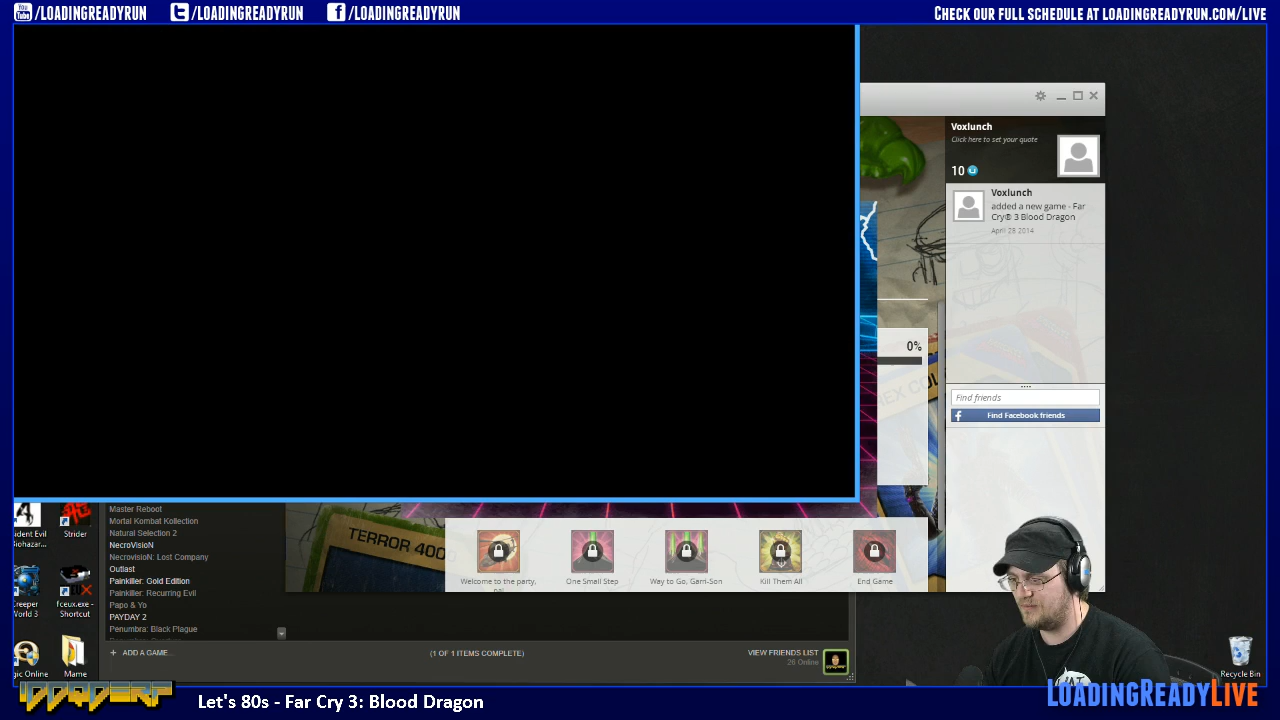 /LOADINGREADYRUN /LOADINGREADYRUN /LOADINGREADYRUN CHECK OUR FULL SCHEDULE AT LOADINGREADYRUN.COM/LIVE
Voxlunch
Click here to set your quote
10
Voxlunch
added a new game - Far
Cry® 3 Blood Dragon
April 28 2014
0%
Find friends
Find Facebook friends
Strider
Creeper
World 3
fceux.exe -
Shortcut
Mame
Master Reboot
Mortal Kombat Kollection
Natural Selection 2
NecroVisioN
NecrovisioN: Lost Company
Outlast
Painkiller: Gold Edition
Painkiller: Recurring Evil
Papo & Yo
PAYDAY 2
Penumbra: Black Plague
TERROR 400
Welcome to the party,
One Small Step
Way to Go, Garri-Son
Kill Them All
End Game
+ ADD A GAME...
(1 OF 1 ITEMS COMPLETE)
VIEW FRIENDS LIST
26 Online
Recycle Bin
IDDQDERP
Let's 80s - Far Cry 3: Blood Dragon
LOADINGREADYLIVE